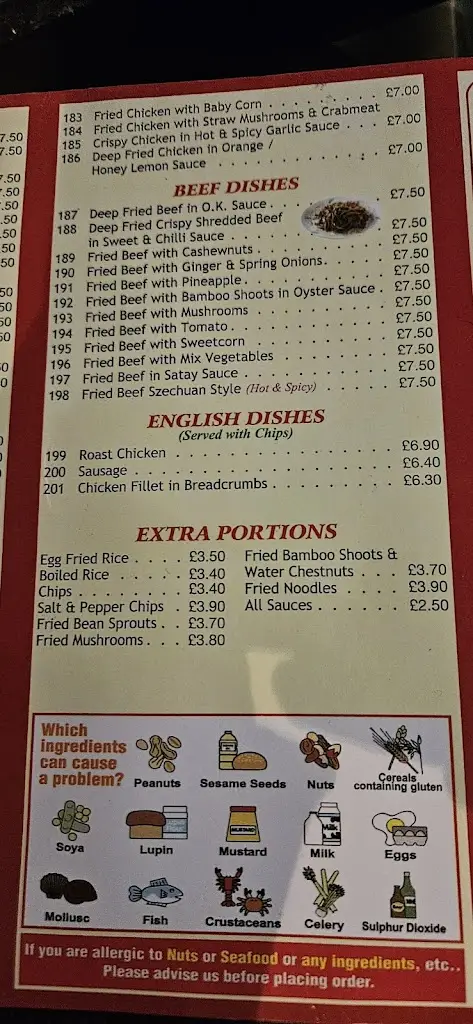 183 Fried Chicken with Baby Corn . . . . . . . . . . £7.00
184 Fried Chicken with Straw Mushrooms & Crabmeat
185 Crispy Chicken in Hot & Spicy Garlic Sauce . . . £7.00
186 Deep Fried Chicken in Orange /
Honey Lemon Sauce . . . . . . . . . . . . . £7.00
BEEF DISHES
187 Deep Fried Beef in O.K. Sauce . . . £7.50
188 Deep Fried Crispy Shredded Beef
in Sweet & Chilli Sauce . . . £7.50
189 Fried Beef with Cashewnuts . . . . . . . . . . . £7.50
190 Fried Beef with Ginger & Spring Onions. . . . . . £7.50
191 Fried Beef with Pineapple. . . . . . . . . . . . £7.50
192 Fried Beef with Bamboo Shoots in Oyster Sauce . £7.50
193 Fried Beef with Mushrooms . . . . . . . . . . . £7.50
194 Fried Beef with Tomato. . . . . . . . . . . . . £7.50
195 Fried Beef with Sweetcorn . . . . . . . . . . . £7.50
196 Fried Beef with Mix Vegetables . . . . . . . . £7.50
197 Fried Beef in Satay Sauce . . . . . . . . . . . £7.50
198 Fried Beef Szechuan Style (Hot & Spicy) . . . . . £7.50
ENGLISH DISHES
(Served with Chips)
199 Roast Chicken . . . . . . . . . . . . . . . . £6.90
200 Sausage . . . . . . . . . . . . . . . . . . . £6.40
201 Chicken Fillet in Breadcrumbs . . . . . . . . . £6.30
EXTRA PORTIONS
Egg Fried Rice . . . . £3.50
Boiled Rice . . . . . £3.40
Chips . . . . . . . . £3.40
Salt & Pepper Chips . £3.90
Fried Bean Sprouts . . £3.70
Fried Mushrooms . . . £3.80
Fried Bamboo Shoots &
Water Chestnuts . . . £3.70
Fried Noodles . . . . £3.90
All Sauces . . . . . . £2.50
Which
ingredients
can cause
a problem?
Peanuts
Sesame Seeds
Nuts
Cereals
containing gluten
Soya
Lupin
MUSTARD
Mustard
Milk
Milk
Eggs
Mollusc
Fish
Crustaceans
Celery
Sulphur Dioxide
If you are allergic to Nuts or Seafood or any ingredients, etc..
Please advise us before placing order.